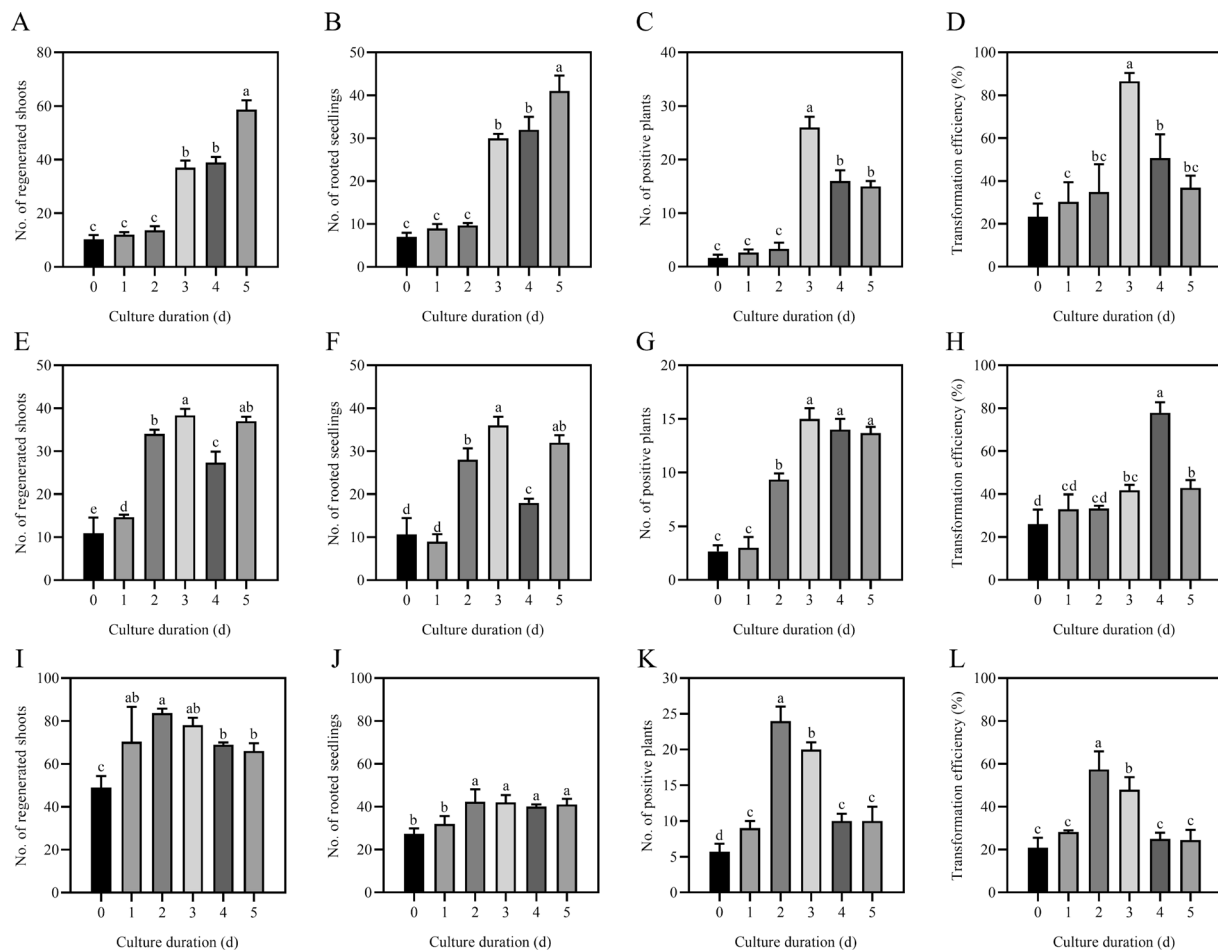 A
No. of regenerated shoots
80
60
40
20
0
a
b
b
c
c
c
0 1 2 3 4 5
Culture duration (d)
B
No. of rooted seedlings
50
40
30
20
10
0
a
b
b
c
c
c
0 1 2 3 4 5
Culture duration (d)
C
No. of positive plants
40
30
20
10
0
a
b
b
c
c
c
0 1 2 3 4 5
Culture duration (d)
D
Transformation efficiency (%)
100
80
60
40
20
0
a
b
bc
bc
c
c
0 1 2 3 4 5
Culture duration (d)
E
No. of regenerated shoots
50
40
30
20
10
0
e
d
b
a
c
ab
0 1 2 3 4 5
Culture duration (d)
F
No. of rooted seedlings
50
40
30
20
10
0
d
d
b
a
c
ab
0 1 2 3 4 5
Culture duration (d)
G
No. of positive plants
20
15
10
5
0
c
c
b
a
a
a
0 1 2 3 4 5
Culture duration (d)
H
Transformation efficiency (%)
100
80
60
40
20
0
d
cd
cd
bc
a
b
0 1 2 3 4 5
Culture duration (d)
I
No. of regenerated shoots
100
80
60
40
20
0
c
ab
a
ab
b
b
0 1 2 3 4 5
Culture duration (d)
J
No. of rooted seedlings
100
80
60
40
20
0
b
b
a
a
a
a
0 1 2 3 4 5
Culture duration (d)
K
No. of positive plants
30
25
20
15
10
5
0
d
c
a
b
c
c
0 1 2 3 4 5
Culture duration (d)
L
Transformation efficiency (%)
100
80
60
40
20
0
c
c
a
b
c
c
0 1 2 3 4 5
Culture duration (d)